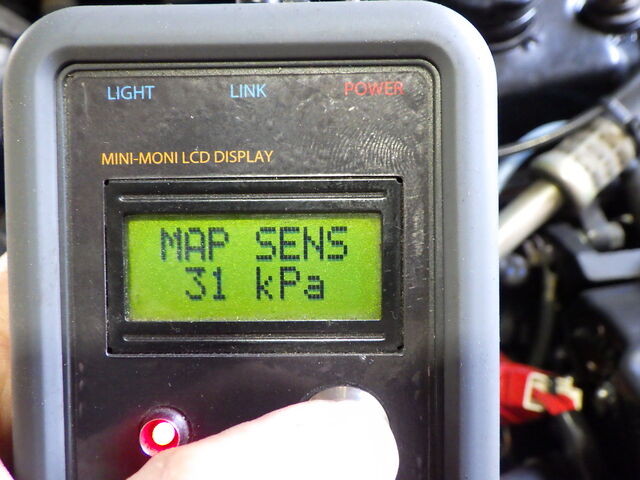 LIGHT LINK POWER
MINI-MONI LCD DISPLAY
MAP SENS
31 kPa